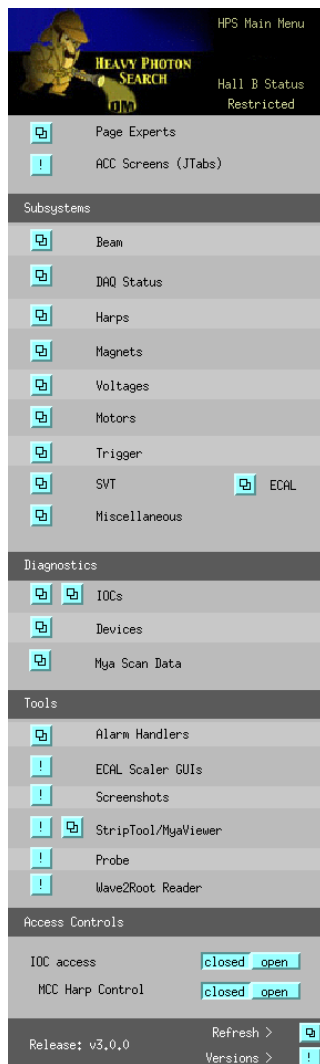 HPS Main Menu
HEAVY PHOTON
SEARCH
Hall B Status
Restricted
Page Experts
! ACC Screens (JTabs)
Subsystems
Beam
DAQ Status
Harps
Magnets
Voltages
Motors
Trigger
SVT ECAL
Miscellaneous
Diagnostics
IOCs
Devices
Mya Scan Data
Tools
Alarm Handlers
! ECAL Scaler GUIs
! Screenshots
! StripTool/MyaViewer
! Probe
! Wave2Root Reader
Access Controls
IOC access closed open
MCC Harp Control closed open
Refresh >
Release: v3.0.0
Versions > !